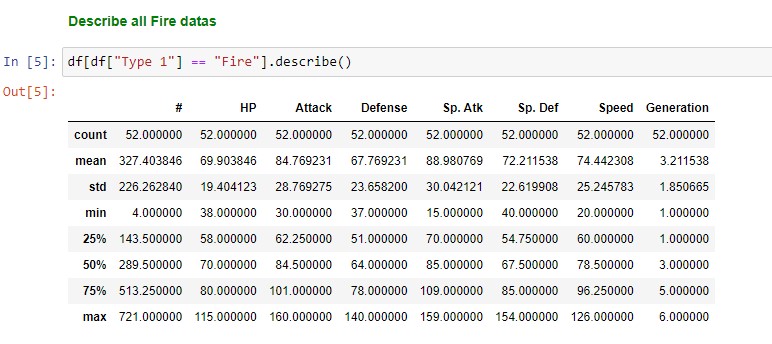 Describe all Fire datas
In [5]: df[df["Type 1"] == "Fire"].describe()
Out[5]:
# HP Attack Defense Sp. Atk Sp. Def Speed Generation
count 52.000000 52.000000 52.000000 52.000000 52.000000 52.000000 52.000000 52.000000
mean 327.403846 69.903846 84.769231 67.769231 88.980769 72.211538 74.442308 3.211538
std 226.262840 19.404123 28.769275 23.658200 30.042121 22.619908 25.245783 1.850665
min 4.000000 38.000000 30.000000 37.000000 15.000000 40.000000 20.000000 1.000000
25% 143.500000 58.000000 62.250000 51.000000 70.000000 54.750000 60.000000 1.000000
50% 289.500000 70.000000 84.500000 64.000000 85.000000 67.500000 78.500000 3.000000
75% 513.250000 80.000000 101.000000 78.000000 109.000000 85.000000 96.250000 5.000000
max 721.000000 115.000000 160.000000 140.000000 159.000000 154.000000 126.000000 6.000000